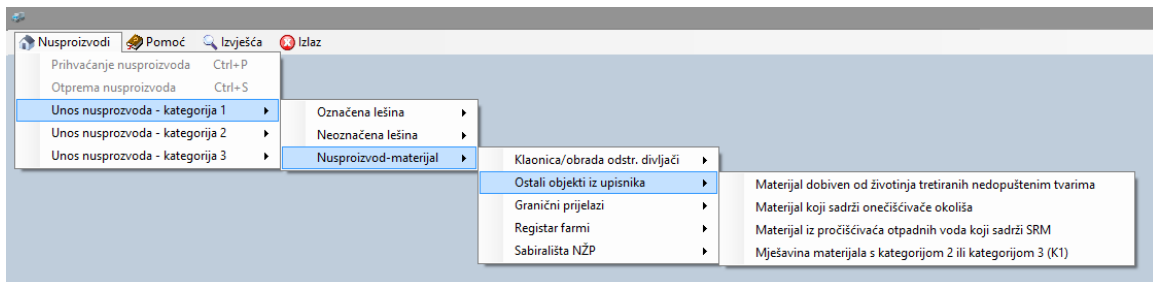 Nusproizvodi Pomoć Izvješća Izlaz
Prihvaćanje nusproizvoda Ctrl+P
Otprema nusproizvoda Ctrl+S
Unos nusprozvoda - kategorija 1
Unos nusprozvoda - kategorija 2
Unos nusprozvoda - kategorija 3
Označena lešina
Neoznačena lešina
Nusproizvod-materijal
Klaonica/obrada odstr. divljači
Ostali objekti iz upisnika
Granični prijelazi
Registar farmi
Sabirališta NŽP
Materijal dobiven od životinja tretiranih nedopuštenim tvarima
Materijal koji sadrži onečišćivače okoliša
Materijal iz pročišćivaća otpadnih voda koji sadrži SRM
Mješavina materijala s kategorijom 2 ili kategorijom 3 (K1)